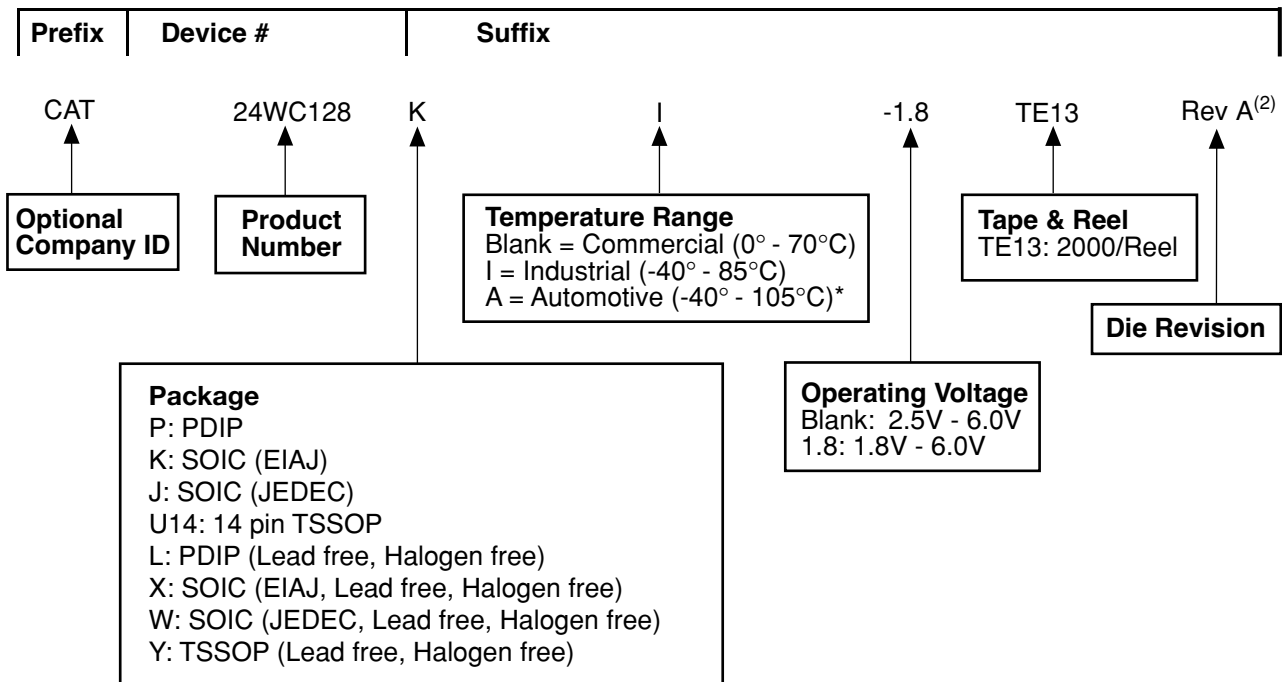 Prefix Device # Suffix
CAT 24WC128 K I -1.8 TE13 Rev A(2)
Optional
Company ID
Product
Number
Temperature Range
Blank = Commercial (0° - 70°C)
I = Industrial (-40° - 85°C)
A = Automotive (-40° - 105°C)*
Tape & Reel
TE13: 2000/Reel
Die Revision
Package
P: PDIP
K: SOIC (EIAJ)
J: SOIC (JEDEC)
U14: 14 pin TSSOP
L: PDIP (Lead free, Halogen free)
X: SOIC (EIAJ, Lead free, Halogen free)
W: SOIC (JEDEC, Lead free, Halogen free)
Y: TSSOP (Lead free, Halogen free)
Operating Voltage
Blank: 2.5V - 6.0V
1.8: 1.8V - 6.0V